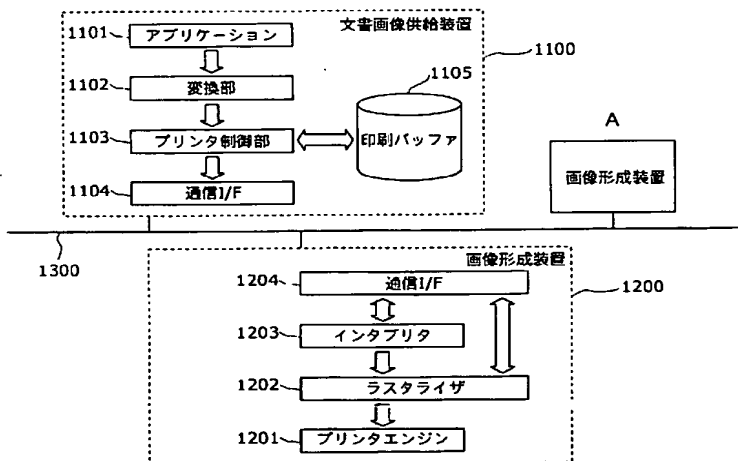 文書画像供給装置
1100
1101
アプリケーション
1102
変換部
1103
プリンタ制御部
1104
通信I/F
1105
印刷バッファ
A
画像形成装置
1300
画像形成装置
1200
1204
通信I/F
1203
インタプリタ
1202
ラスタライザ
1201
プリンタエンジン